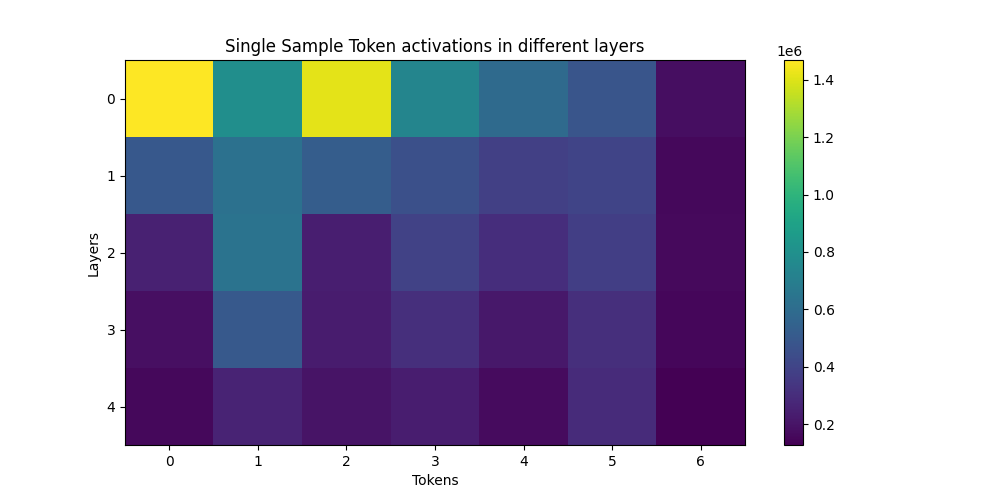 Single Sample Token activations in different layers
1e6
1.4
1.2
1.0
0.8
0.6
0.4
0.2
Layers
0
1
2
3
4
0 1 2 3 4 5 6
Tokens